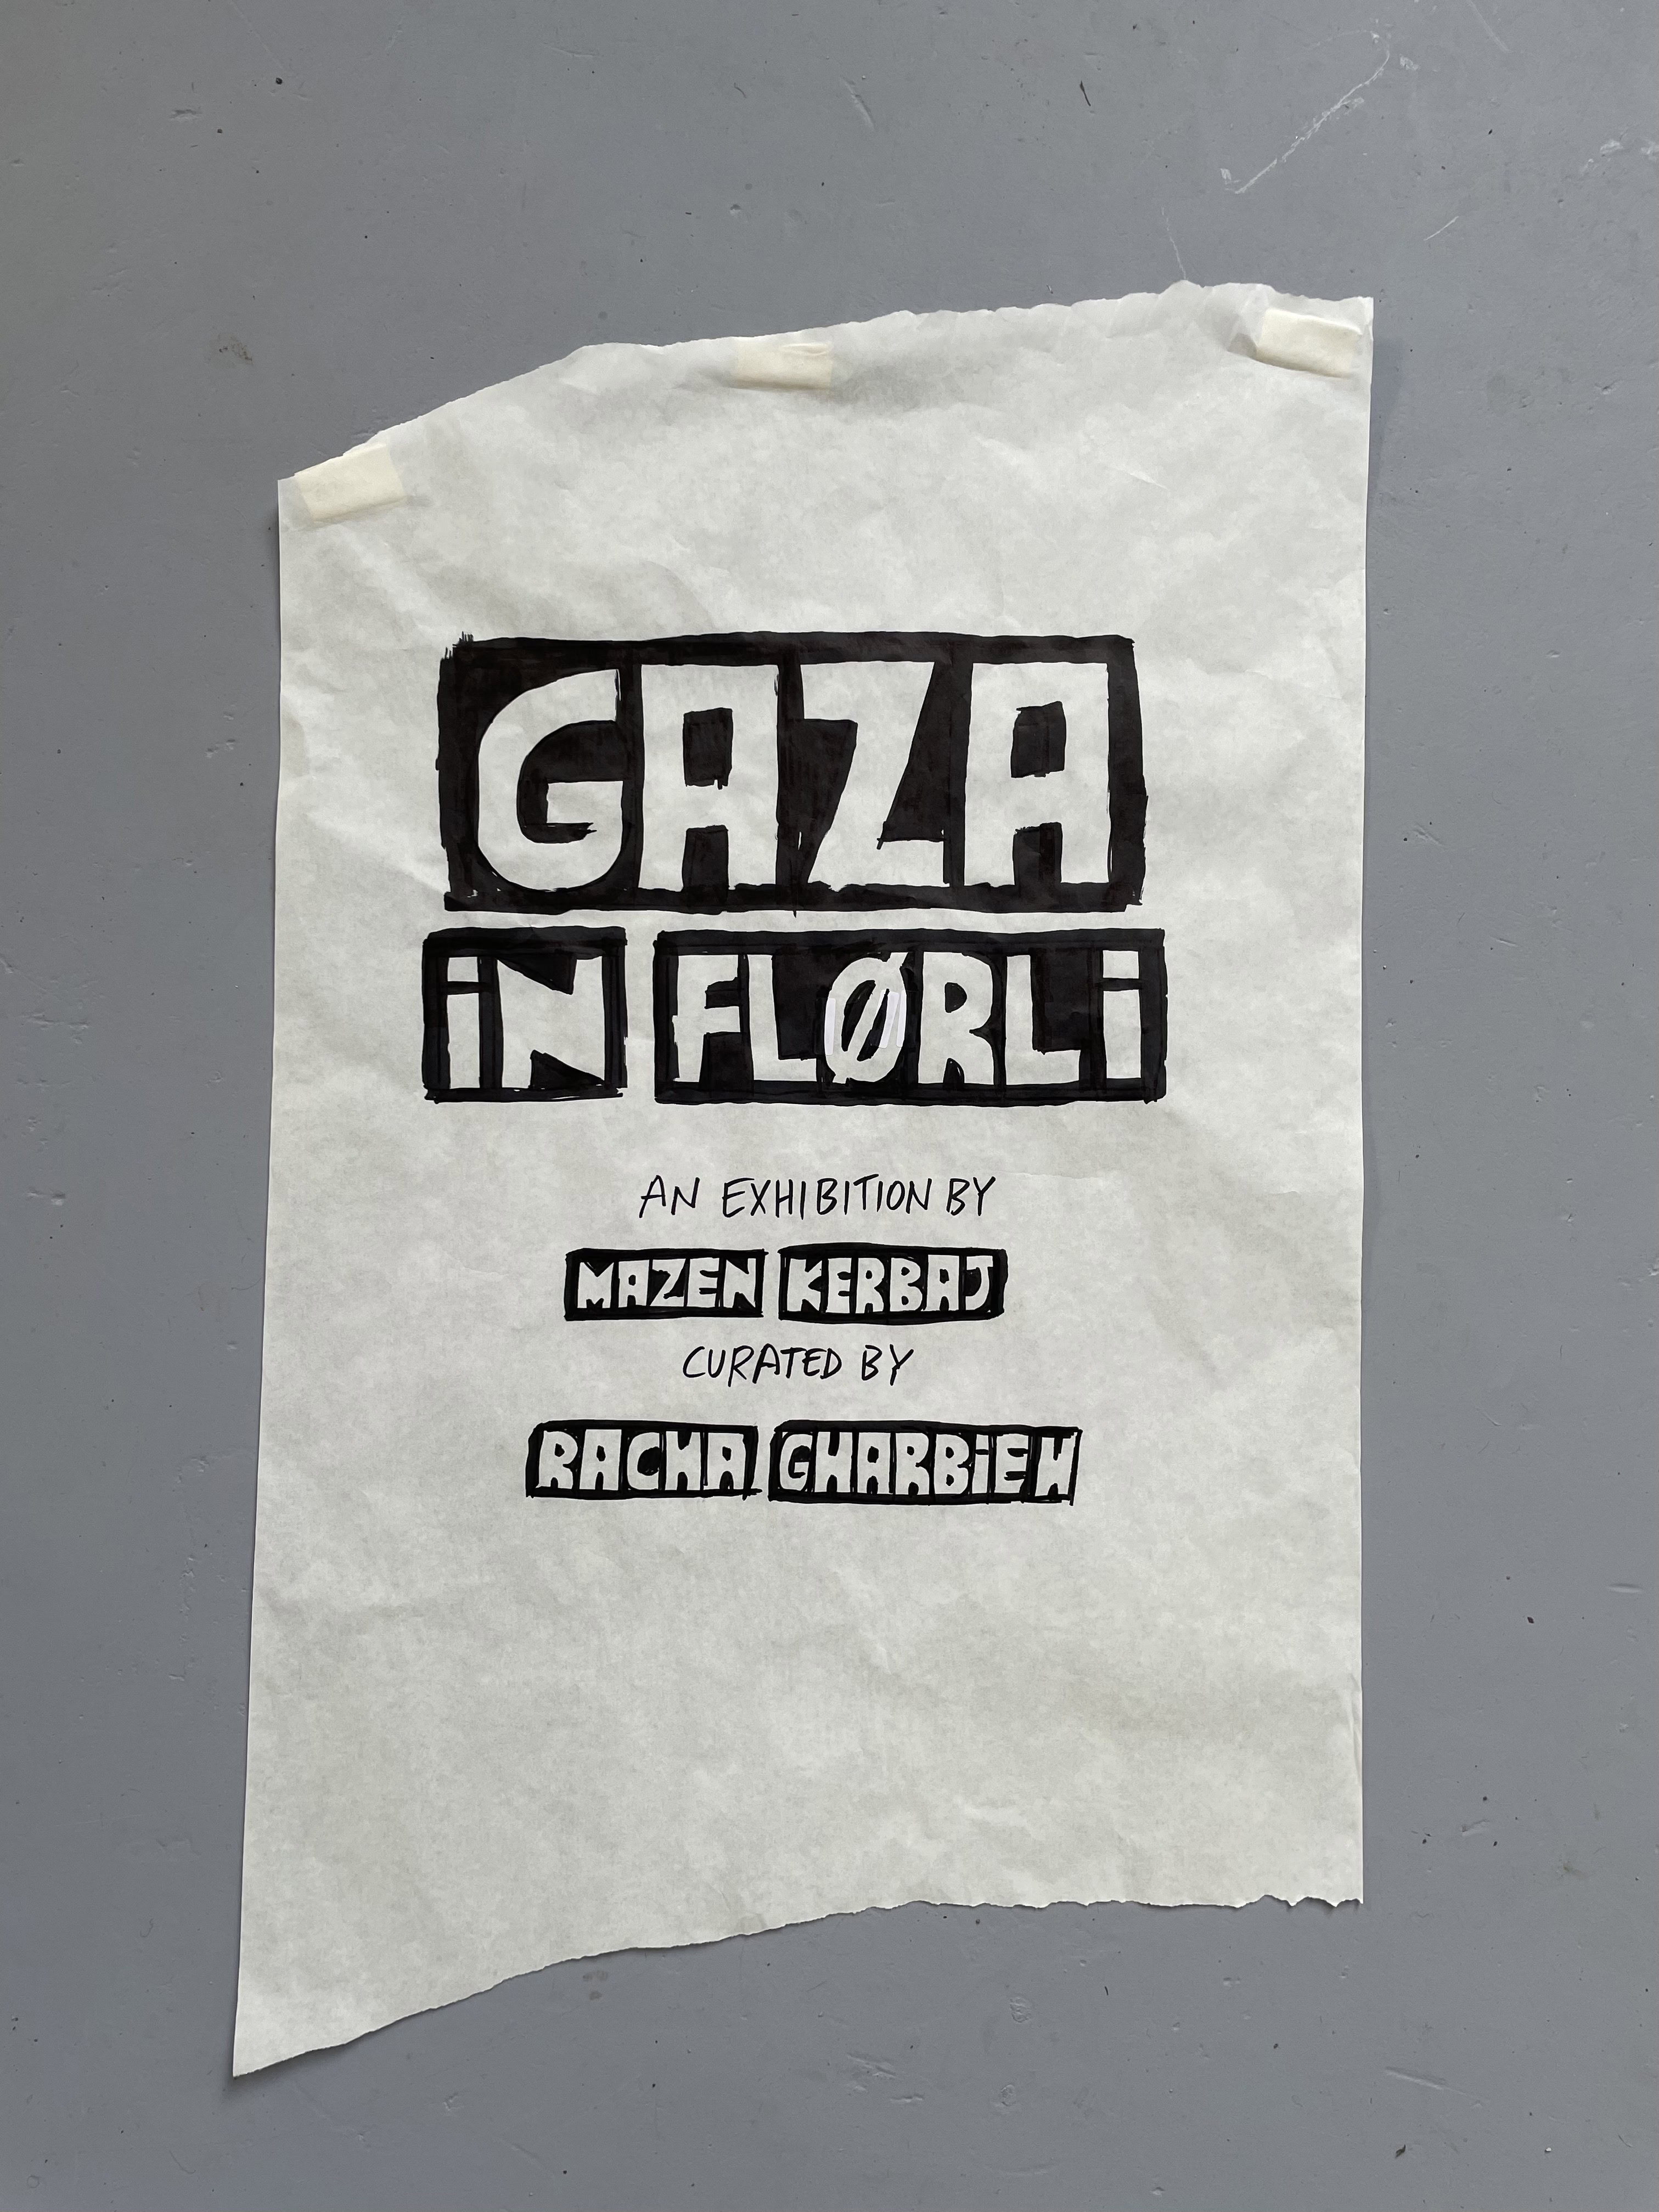 GAZA
iN FLØRLi
AN EXHIBITION BY
MAZEN KERBAJ
CURATED BY
RACHA GHARBiEH